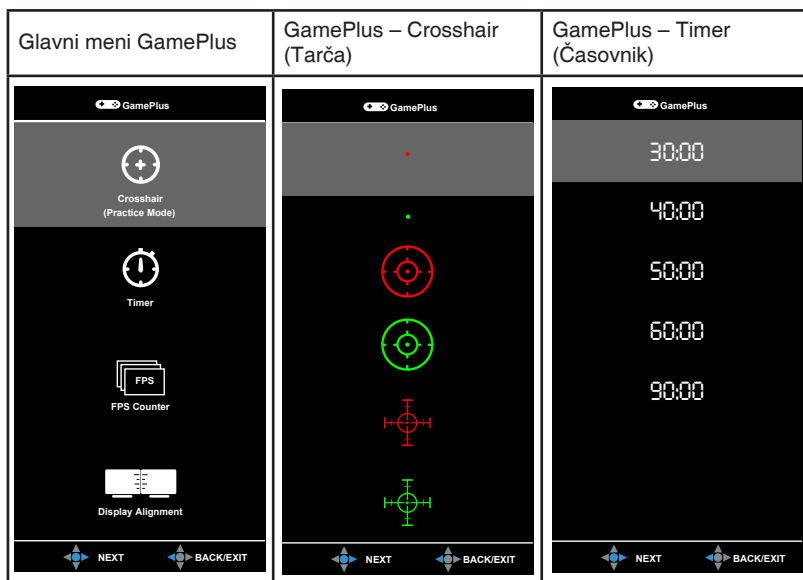 Glavni meni GamePlus
GamePlus – Crosshair
(Tarča)
GamePlus – Timer
(Časovnik)
GamePlus
Crosshair
(Practice Mode)
Timer
FPS
FPS Counter
Display Alignment
NEXT
BACK/EXIT
GamePlus
NEXT
BACK/EXIT
GamePlus
30:00
40:00
50:00
60:00
90:00
NEXT
BACK/EXIT